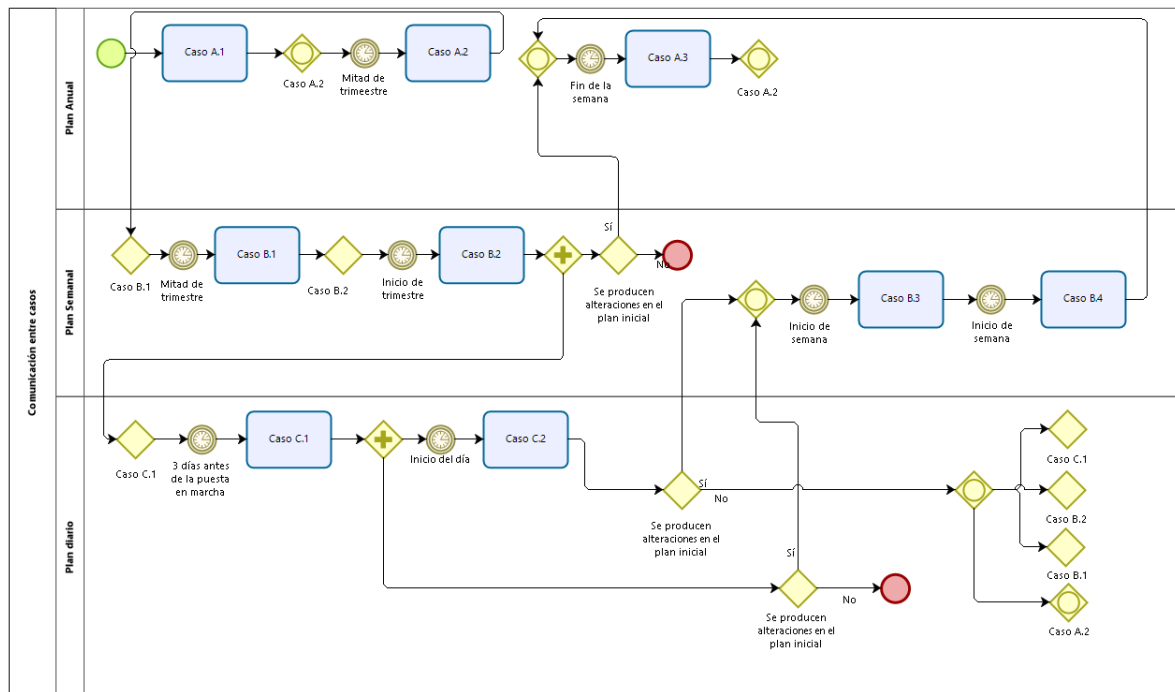 Comunicación entre casos
Plan Anual
Caso A.1
Caso A.2
Mitad de
trimeestre
Caso A.2
Fin de la
semana
Caso A.3
Caso A.2
Plan Semanal
Caso B.1
Mitad de
trimestre
Caso B.1
Caso B.2
Inicio de
trimestre
Caso B.2
Sí
No
Se producen
alteraciones en el
plan inicial
Inicio de
semana
Caso B.3
Inicio de
semana
Caso B.4
Plan diario
Caso C.1
3 días antes
de la puesta
en marcha
Caso C.1
Inicio del día
Caso C.2
Sí
No
Se producen
alteraciones en el
plan inicial
Sí
No
Se producen
alteraciones en el
plan inicial
Caso C.1
Caso B.2
Caso B.1
Caso A.2